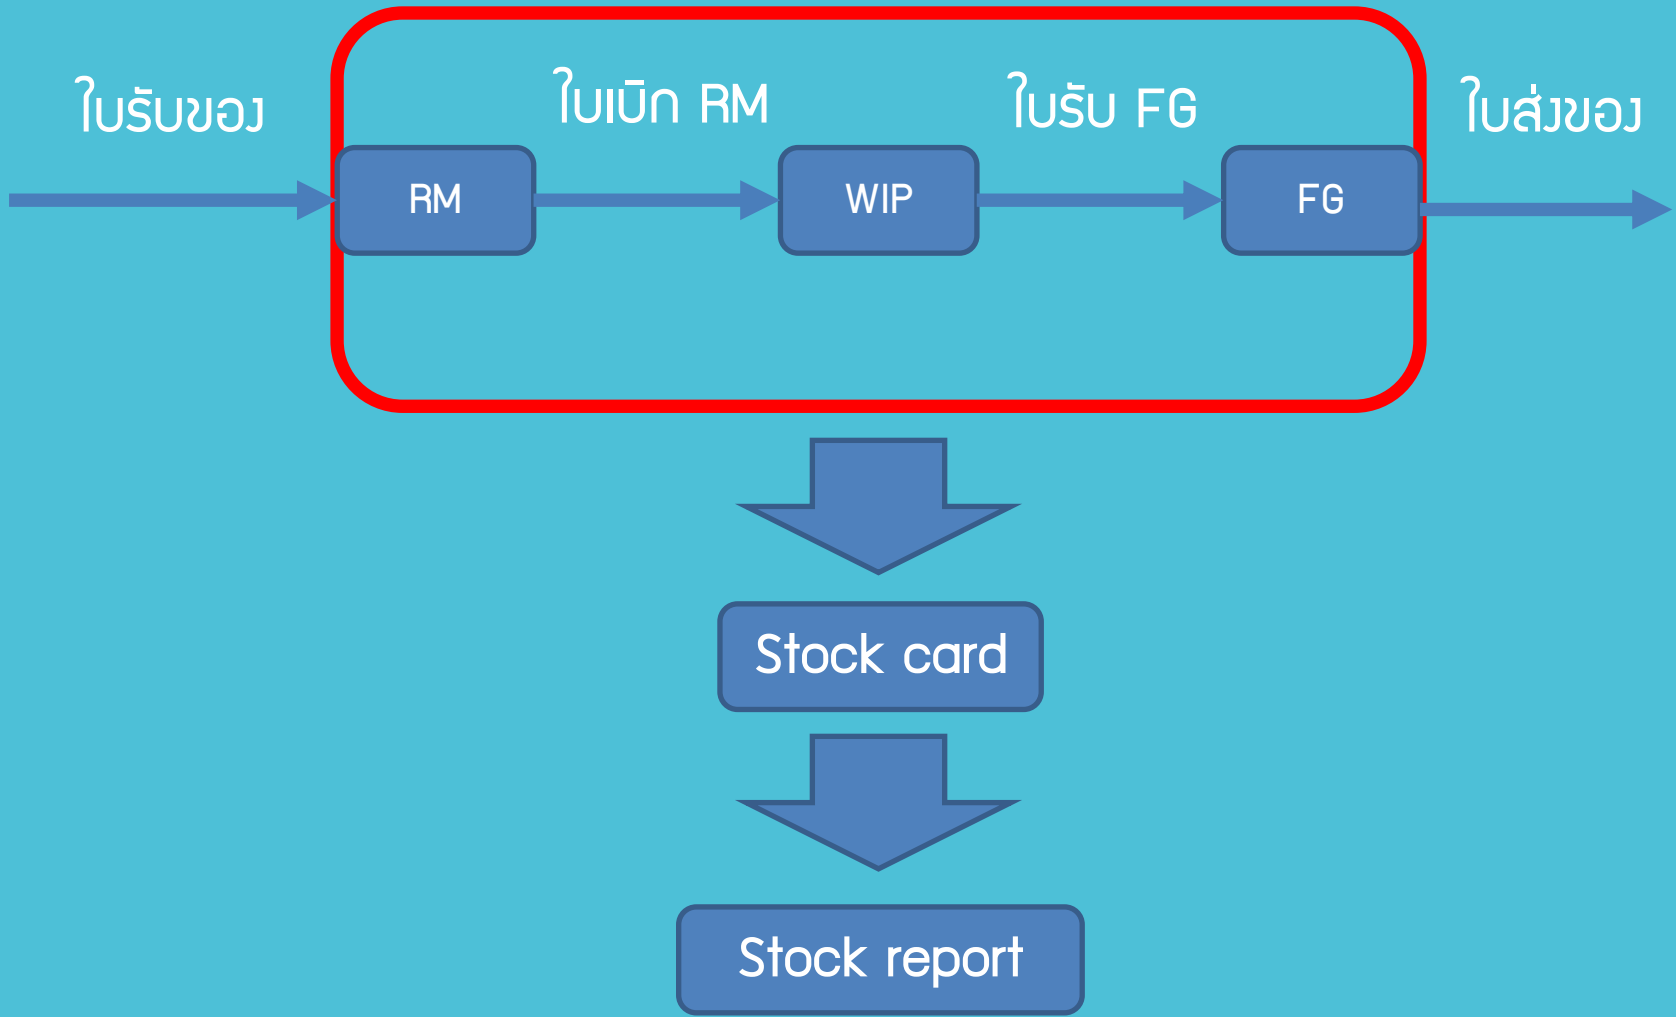 ใบรับของ
ใบเบิก RM
ใบรับ FG
ใบส่งของ
RM
WIP
FG
Stock card
Stock report